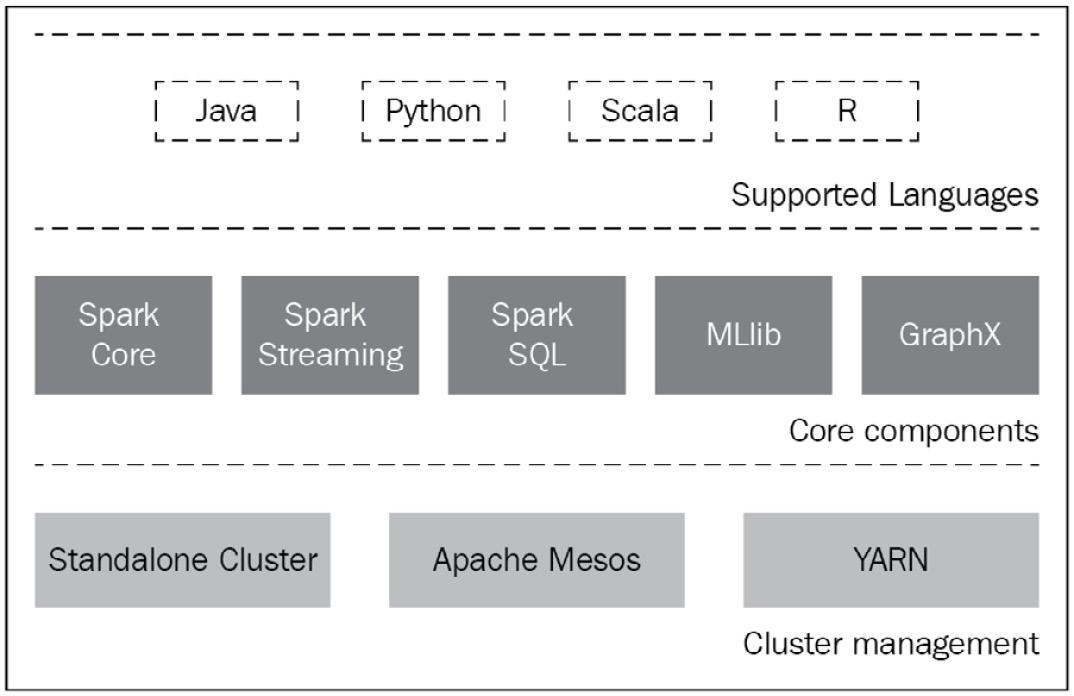 Java
Python
Scala
R
Supported Languages
Spark
Core
Spark
Streaming
Spark
SQL
MLlib
GraphX
Core components
Standalone Cluster
Apache Mesos
YARN
Cluster management